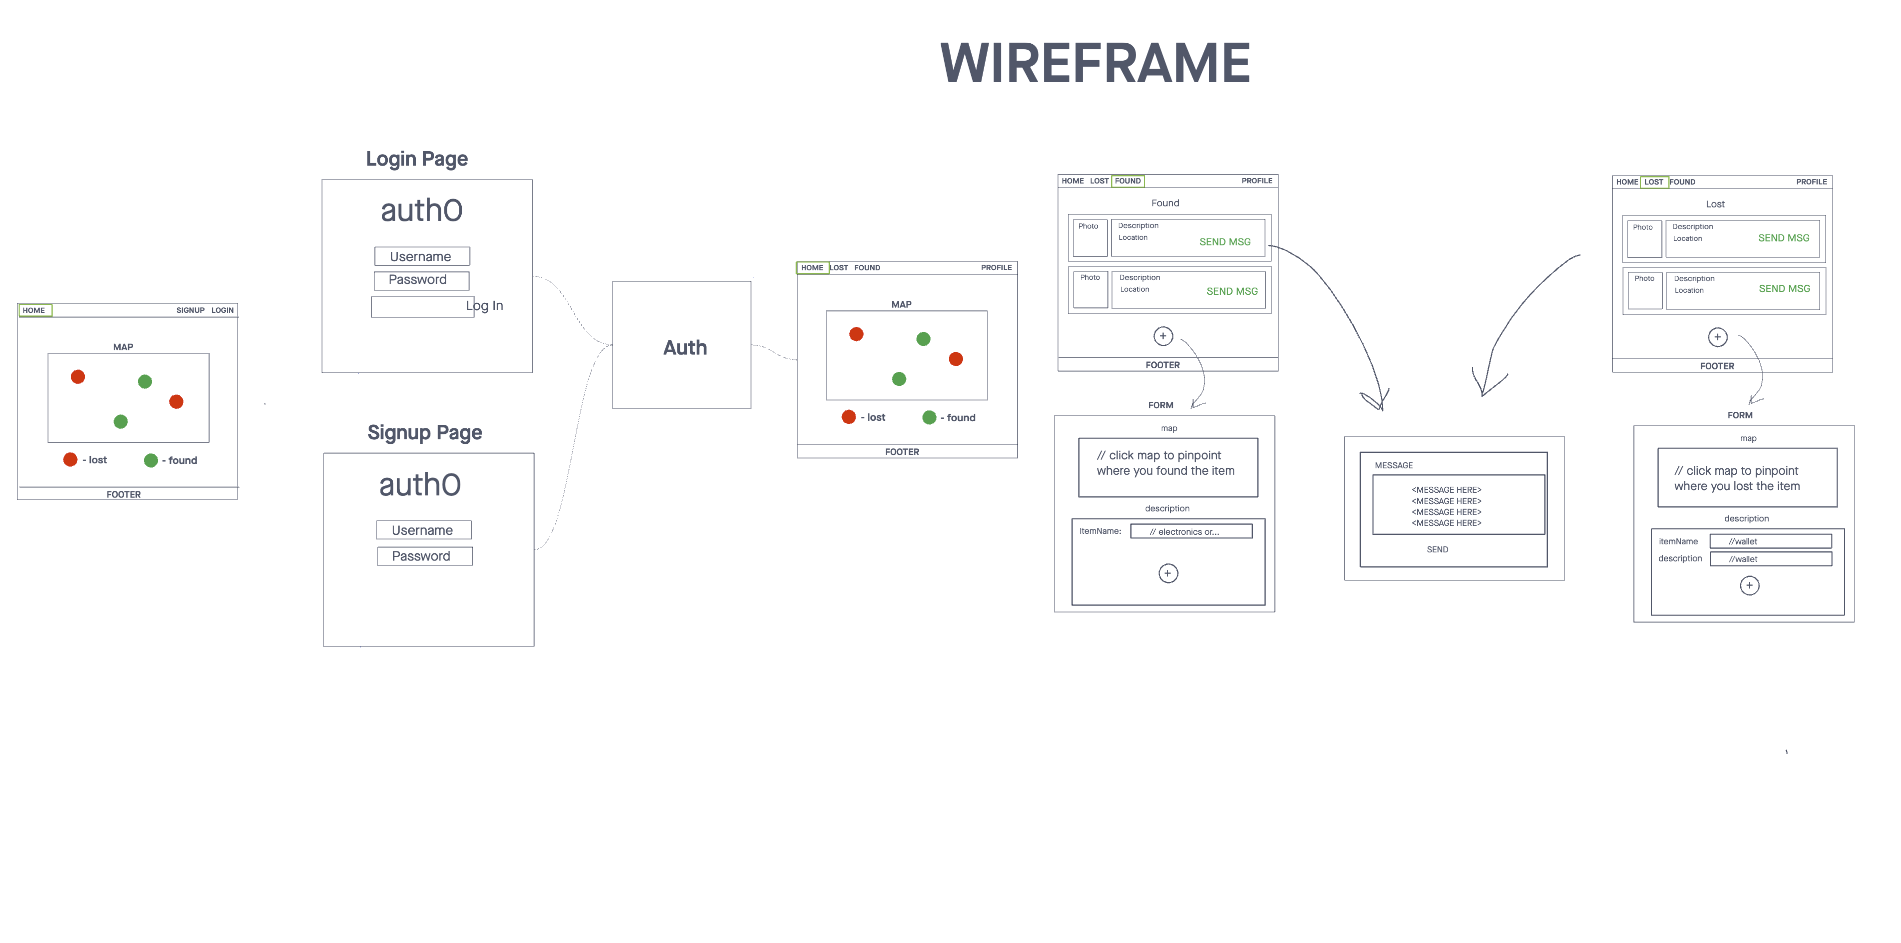 WIREFRAME
HOME SIGNUP LOGIN
MAP
- lost - found
FOOTER
Login Page
auth0
Username
Password
Log In
Signup Page
auth0
Username
Password
Auth
HOME LOST FOUND PROFILE
MAP
- lost - found
FOOTER
HOME LOST FOUND PROFILE
Found
Photo
Description
Location
SEND MSG
Photo
Description
Location
SEND MSG
+
FOOTER
FORM
map
// click map to pinpoint
where you found the item
description
ItemName: // electronics or...
+
MESSAGE
<MESSAGE HERE>
<MESSAGE HERE>
<MESSAGE HERE>
<MESSAGE HERE>
SEND
HOME LOST FOUND PROFILE
Lost
Photo
Description
Location
SEND MSG
Photo
Description
Location
SEND MSG
+
FOOTER
FORM
map
// click map to pinpoint
where you lost the item
description
itemName //wallet
description //wallet
+